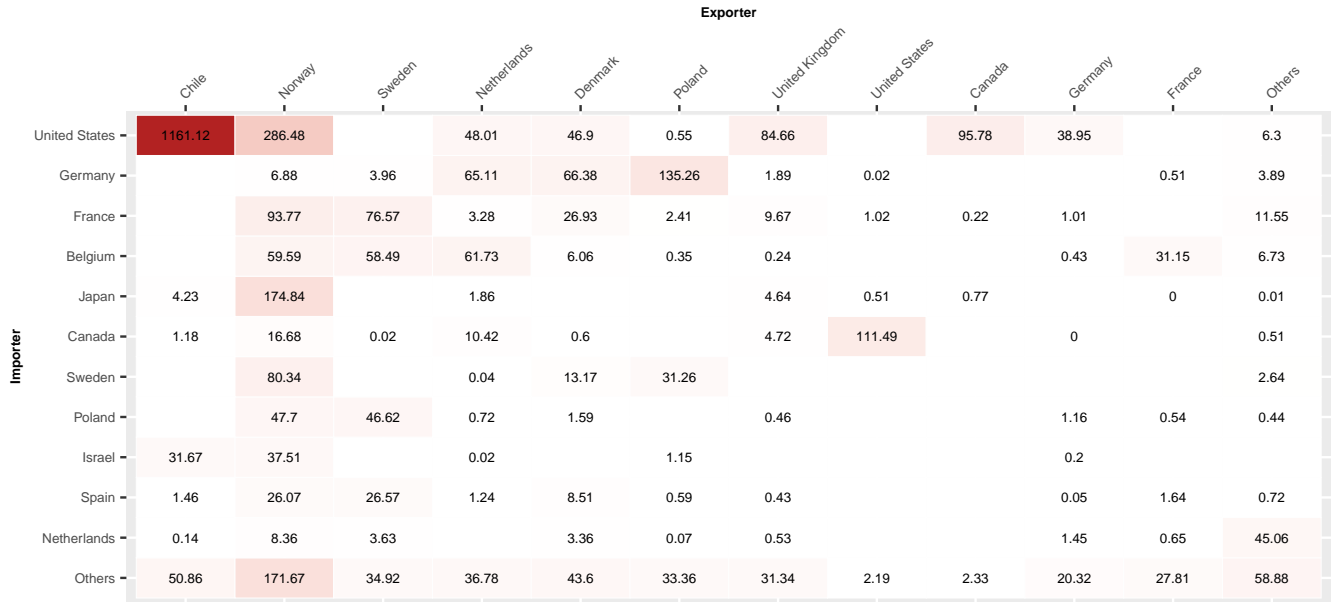 Exporter
Chile Norway Sweden Netherlands Denmark Poland United Kingdom United States Canada Germany France Others
Importer
United States 1161.12 286.48 48.01 46.9 0.55 84.66 95.78 38.95 6.3
Germany 6.88 3.96 65.11 66.38 135.26 1.89 0.02 0.51 3.89
France 93.77 76.57 3.28 26.93 2.41 9.67 1.02 0.22 1.01 11.55
Belgium 59.59 58.49 61.73 6.06 0.35 0.24 0.43 31.15 6.73
Japan 4.23 174.84 1.86 4.64 0.51 0.77 0 0.01
Canada 1.18 16.68 0.02 10.42 0.6 4.72 111.49 0 0.51
Sweden 80.34 0.04 13.17 31.26 2.64
Poland 47.7 46.62 0.72 1.59 0.46 1.16 0.54 0.44
Israel 31.67 37.51 0.02 1.15 0.2
Spain 1.46 26.07 26.57 1.24 8.51 0.59 0.43 0.05 1.64 0.72
Netherlands 0.14 8.36 3.63 3.36 0.07 0.53 1.45 0.65 45.06
Others 50.86 171.67 34.92 36.78 43.6 33.36 31.34 2.19 2.33 20.32 27.81 58.88